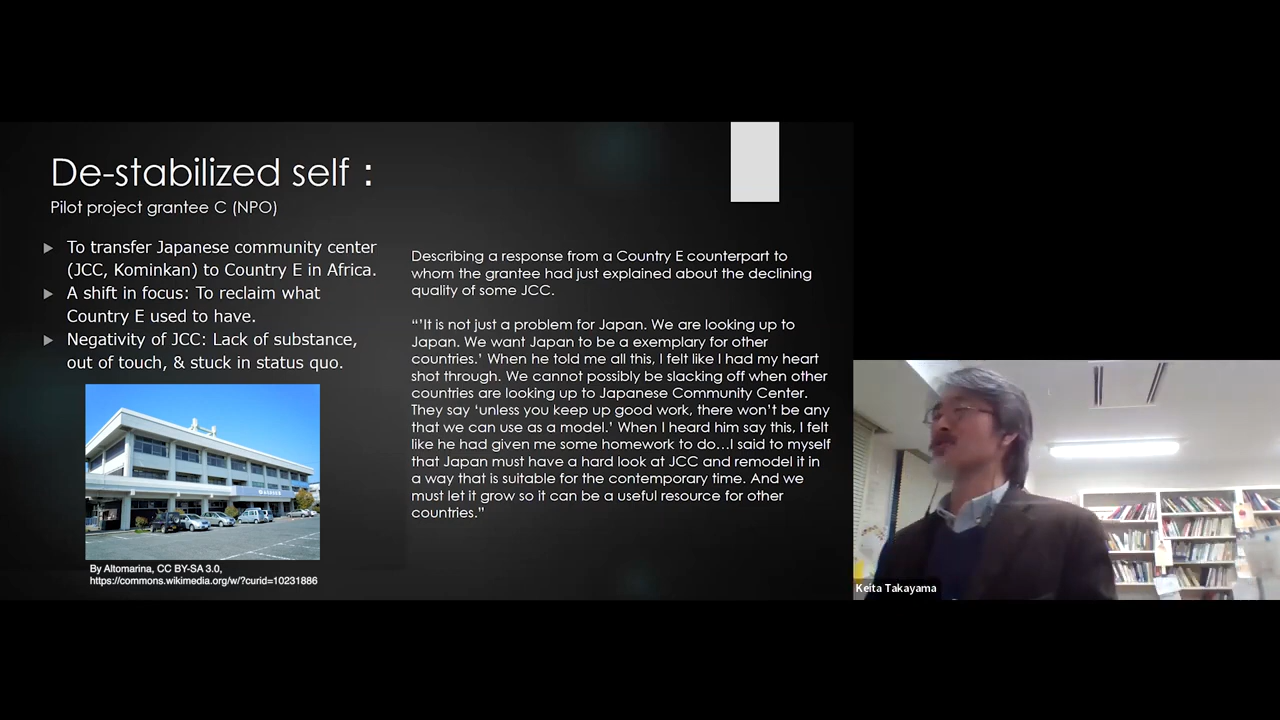 De-stabilized self :
Pilot project grantee C (NPO)
To transfer Japanese community center
(JCC, Kominkan) to Country E in Africa.
A shift in focus: To reclaim what
Country E used to have.
Negativity of JCC: Lack of substance,
out of touch, & stuck in status quo.
By Altomarina, CC BY-SA 3.0,
https://commons.wikimedia.org/w/?curid=10231886
Describing a response from a Country E counterpart to
whom the grantee had just explained about the declining
quality of some JCC.
“’It is not just a problem for Japan. We are looking up to
Japan. We want Japan to be a exemplary for other
countries.’ When he told me all this, I felt like I had my heart
shot through. We cannot possibly be slacking off when other
countries are looking up to Japanese Community Center.
They say ‘unless you keep up good work, there won’t be any
that we can use as a model.’ When I heard him say this, I felt
like he had given me some homework to do…I said to myself
that Japan must have a hard look at JCC and remodel it in
a way that is suitable for the contemporary time. And we
must let it grow so it can be a useful resource for other
countries.”
Keita Takayama